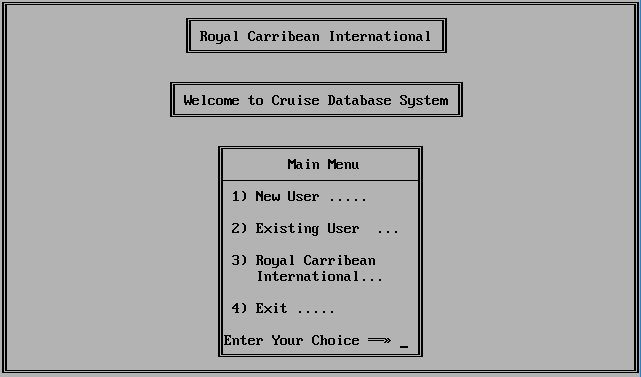 Royal Carribean International
Welcome to Cruise Database System
Main Menu
1) New User .....
2) Existing User  ...
3) Royal Carribean
International...
4) Exit .....
Enter Your Choice ══» _